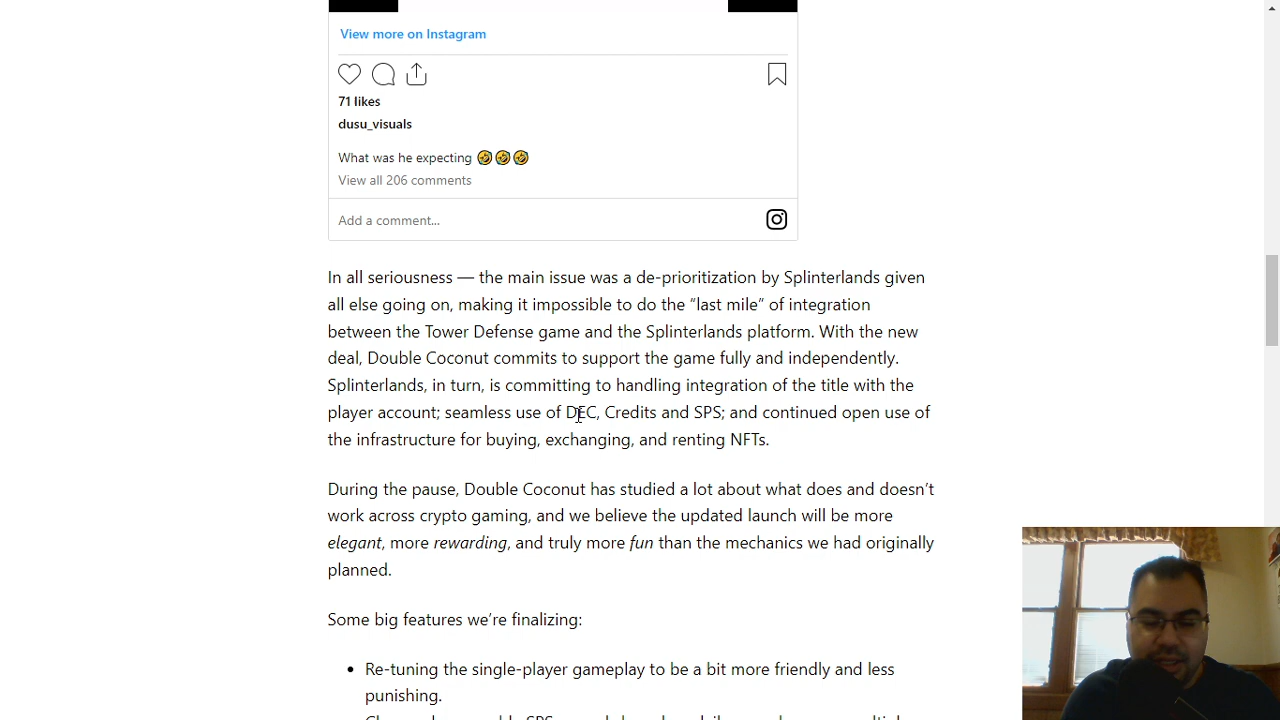 View more on Instagram
71 likes
dusu_visuals
What was he expecting 🤣🤣🤣
View all 206 comments
Add a comment...
In all seriousness — the main issue was a de-prioritization by Splinterlands given
all else going on, making it impossible to do the “last mile” of integration
between the Tower Defense game and the Splinterlands platform. With the new
deal, Double Coconut commits to support the game fully and independently.
Splinterlands, in turn, is committing to handling integration of the title with the
player account; seamless use of DEC, Credits and SPS; and continued open use of
the infrastructure for buying, exchanging, and renting NFTs.
During the pause, Double Coconut has studied a lot about what does and doesn’t
work across crypto gaming, and we believe the updated launch will be more
elegant, more rewarding, and truly more fun than the mechanics we had originally
planned.
Some big features we’re finalizing:
• Re-tuning the single-player gameplay to be a bit more friendly and less
punishing.